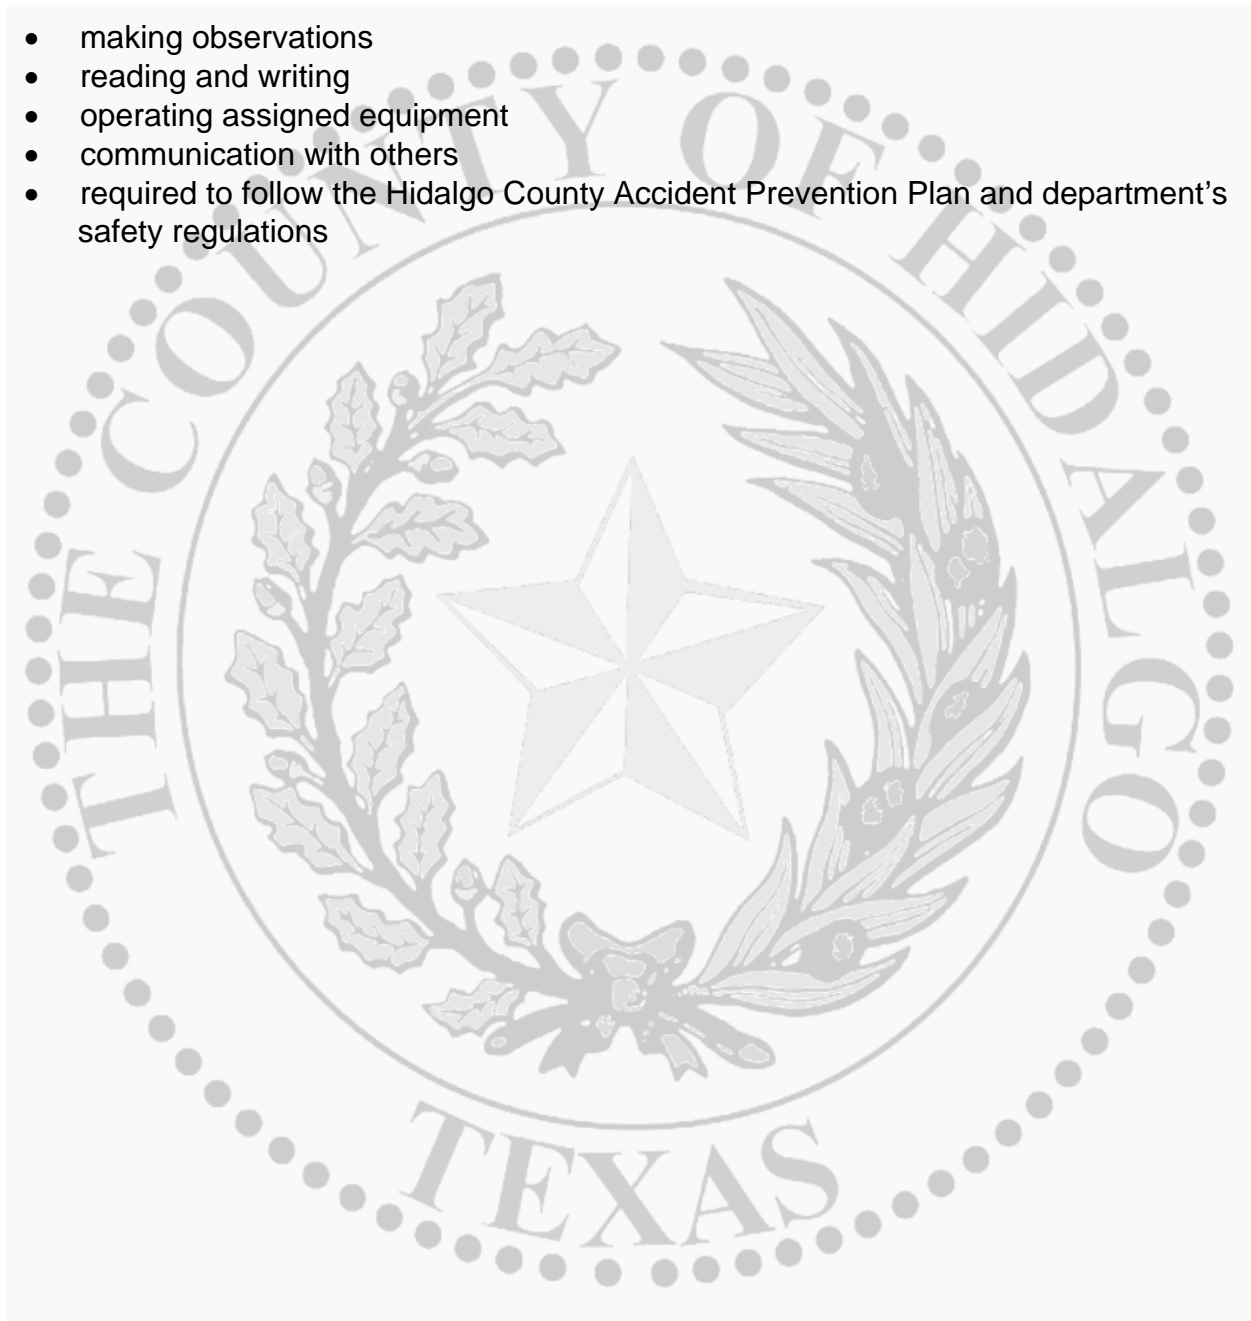 • making observations
• reading and writing
• operating assigned equipment
• communication with others
• required to follow the Hidalgo County Accident Prevention Plan and department’s
safety regulations
THE COUNTY OF HIDALGO
TEXAS